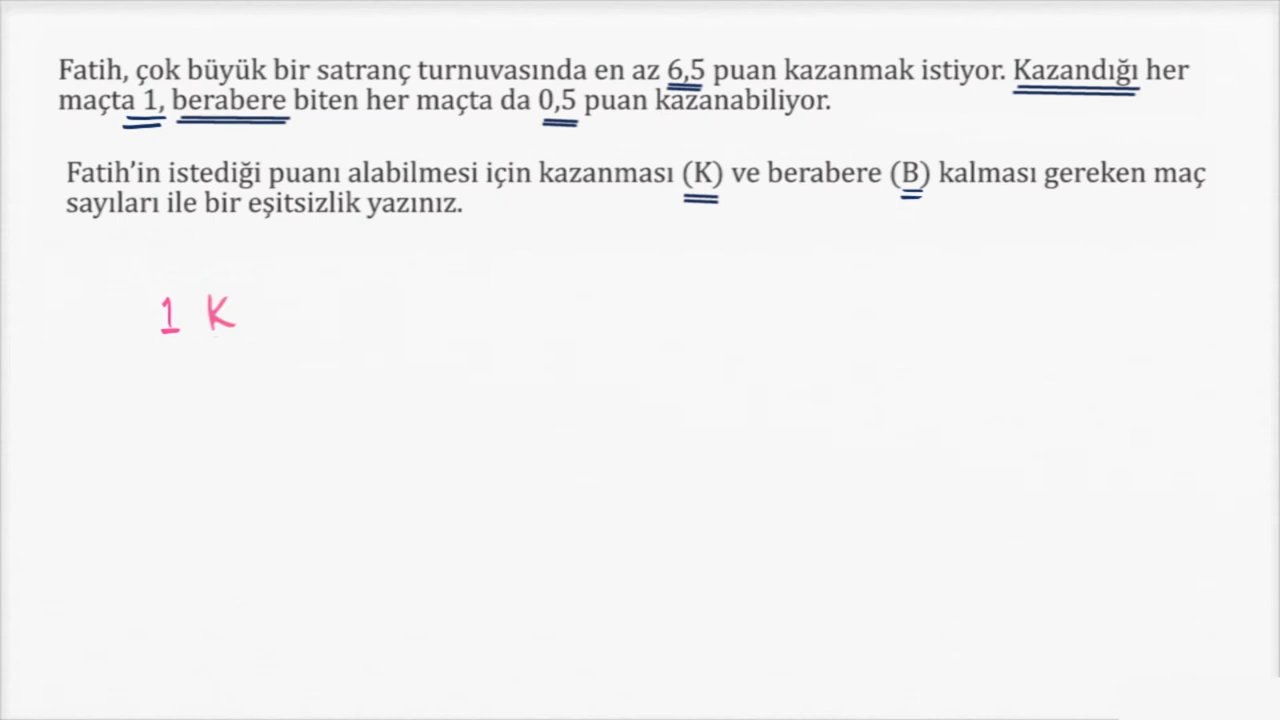 Fatih, çok büyük bir satranç turnuvasında en az 6,5 puan kazanmak istiyor. Kazandığı her
maçta 1, berabere biten her maçta da 0,5 puan kazanabiliyor.
Fatih’in istediği puanı alabilmesi için kazanması (K) ve berabere (B) kalması gereken maç
sayıları ile bir eşitsizlik yazınız.
1 K